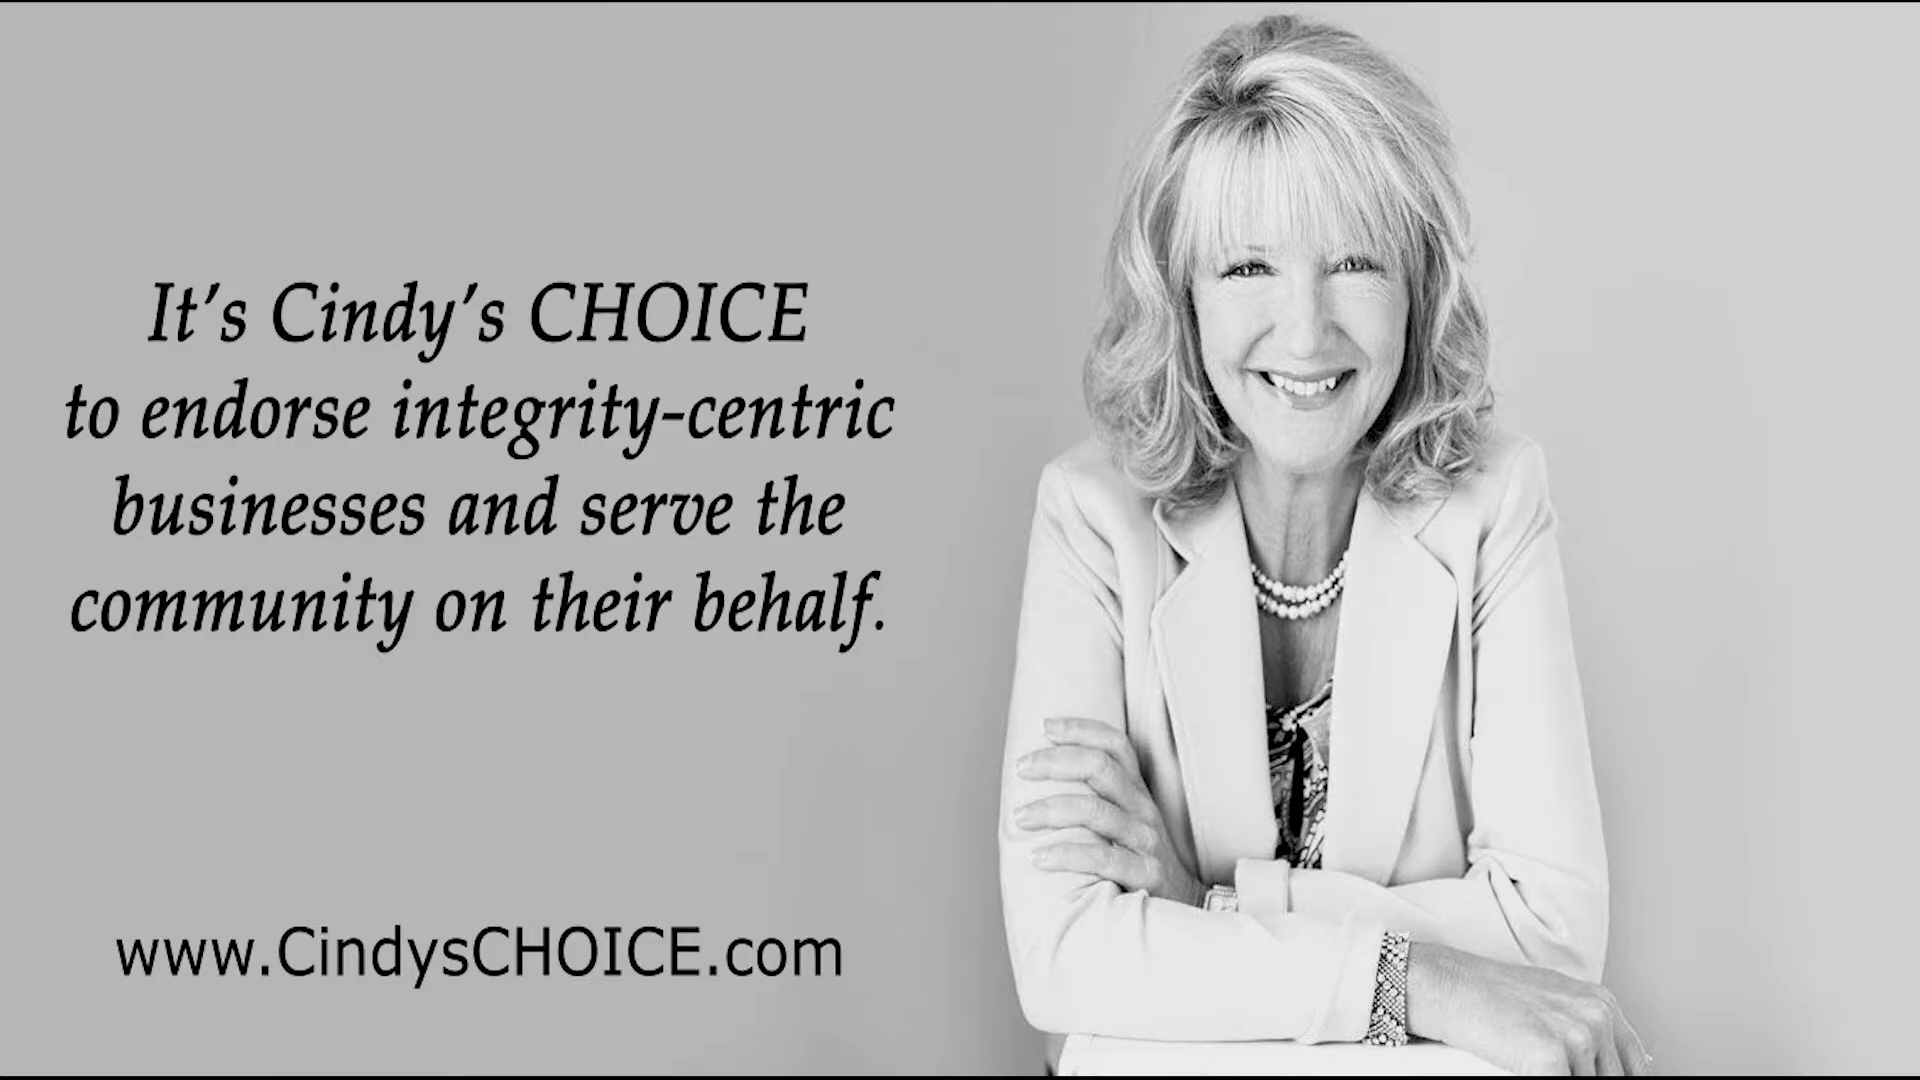 It’s Cindy’s CHOICE
to endorse integrity-centric
businesses and serve the
community on their behalf.
www.CindysCHOICE.com